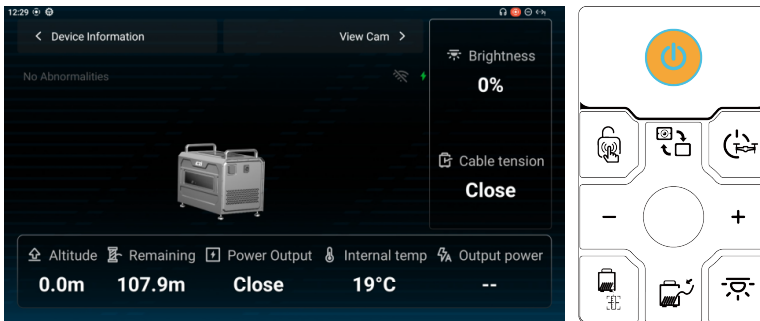 12:29
Device Information
View Cam
No Abnormalities
Brightness
0%
Cable tension
Close
Altitude Remaining Power Output Internal temp Output power
0.0m 107.9m Close 19°C --
- +